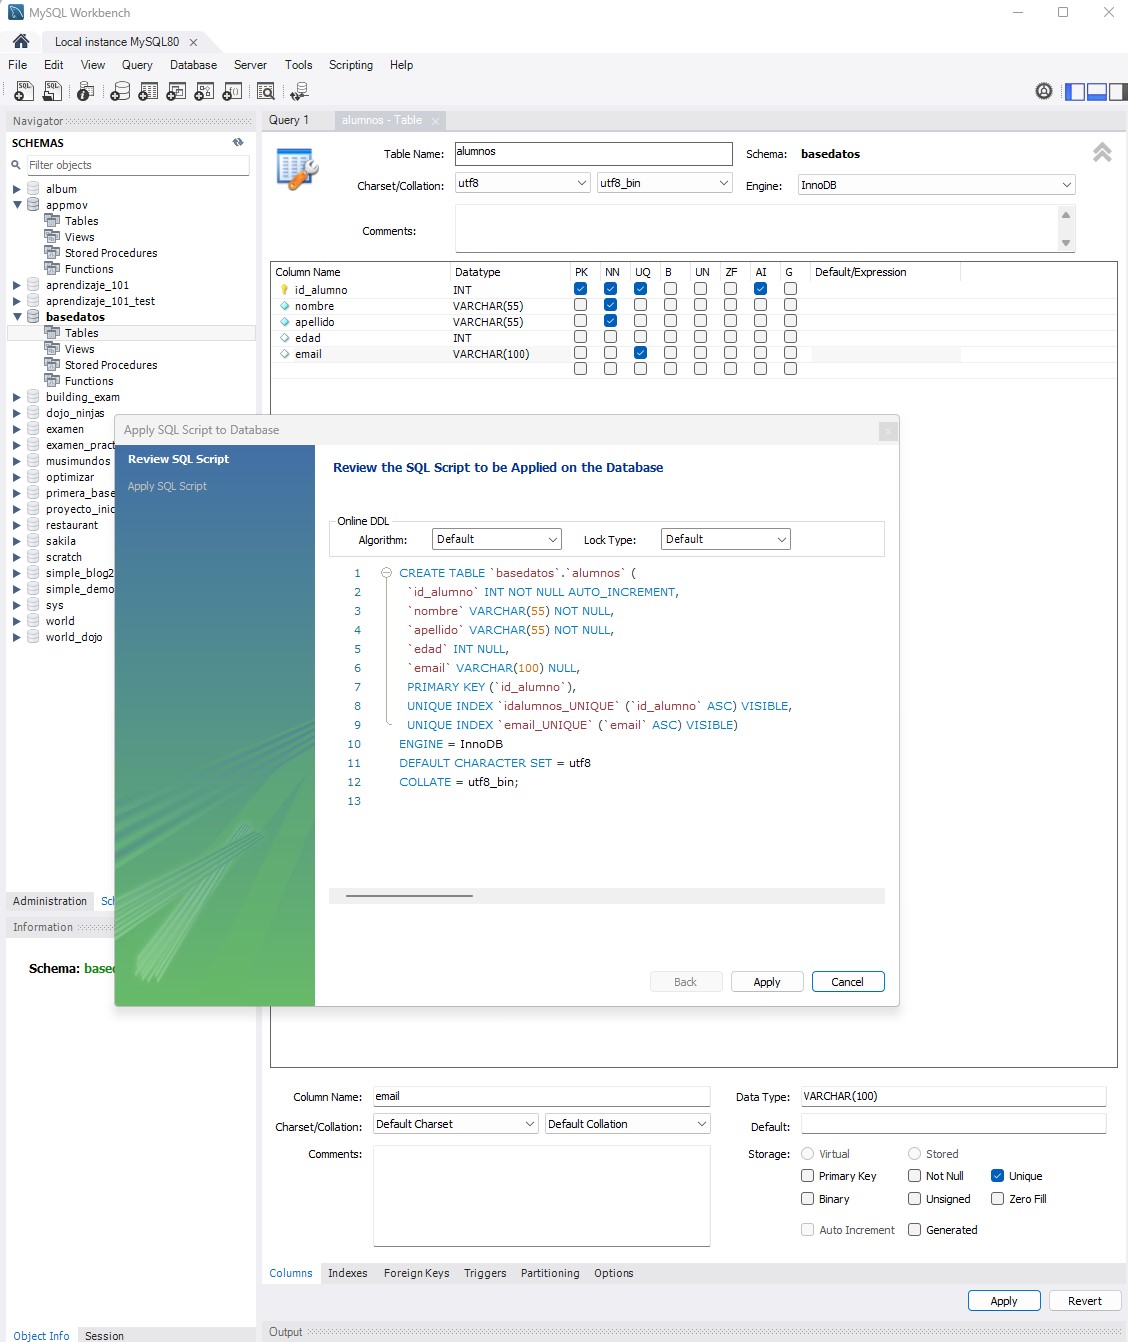 MySQL Workbench
Local instance MySQL80
File Edit View Query Database Server Tools Scripting Help
Navigator
SCHEMAS
Filter objects
album
appmov
Tables
Views
Stored Procedures
Functions
aprendizaje_101
aprendizaje_101_test
basedatos
Tables
Views
Stored Procedures
Functions
building_exam
dojo_ninjas
examen
examen_pract
musimundos
optimizar
primera_base
proyecto_inic
restaurant
sakila
scratch
simple_blog2
simple_demo
sys
world
world_dojo
Administration Sch
Information
Schema: based
Object Info Session
Query 1 alumnos - Table
Table Name: alumnos Schema: basedatos
Charset/Collation: utf8 utf8_bin Engine: InnoDB
Comments:
Column Name Datatype PK NN UQ B UN ZF AI G Default/Expression
id_alumno INT
nombre VARCHAR(55)
apellido VARCHAR(55)
edad INT
email VARCHAR(100)
Apply SQL Script to Database
Review SQL Script
Apply SQL Script
Review the SQL Script to be Applied on the Database
Online DDL
Algorithm: Default Lock Type: Default
1 CREATE TABLE `basedatos`.`alumnos` (
2 `id_alumno` INT NOT NULL AUTO_INCREMENT,
3 `nombre` VARCHAR(55) NOT NULL,
4 `apellido` VARCHAR(55) NOT NULL,
5 `edad` INT NULL,
6 `email` VARCHAR(100) NULL,
7 PRIMARY KEY (`id_alumno`),
8 UNIQUE INDEX `idalumnos_UNIQUE` (`id_alumno` ASC) VISIBLE,
9 UNIQUE INDEX `email_UNIQUE` (`email` ASC) VISIBLE)
10 ENGINE = InnoDB
11 DEFAULT CHARACTER SET = utf8
12 COLLATE = utf8_bin;
13
Back Apply Cancel
Column Name: email Data Type: VARCHAR(100)
Charset/Collation: Default Charset Default Collation Default:
Comments: Storage: Virtual Stored
Primary Key Not Null Unique
Binary Unsigned Zero Fill
Auto Increment Generated
Columns Indexes Foreign Keys Triggers Partitioning Options
Apply Revert
Output